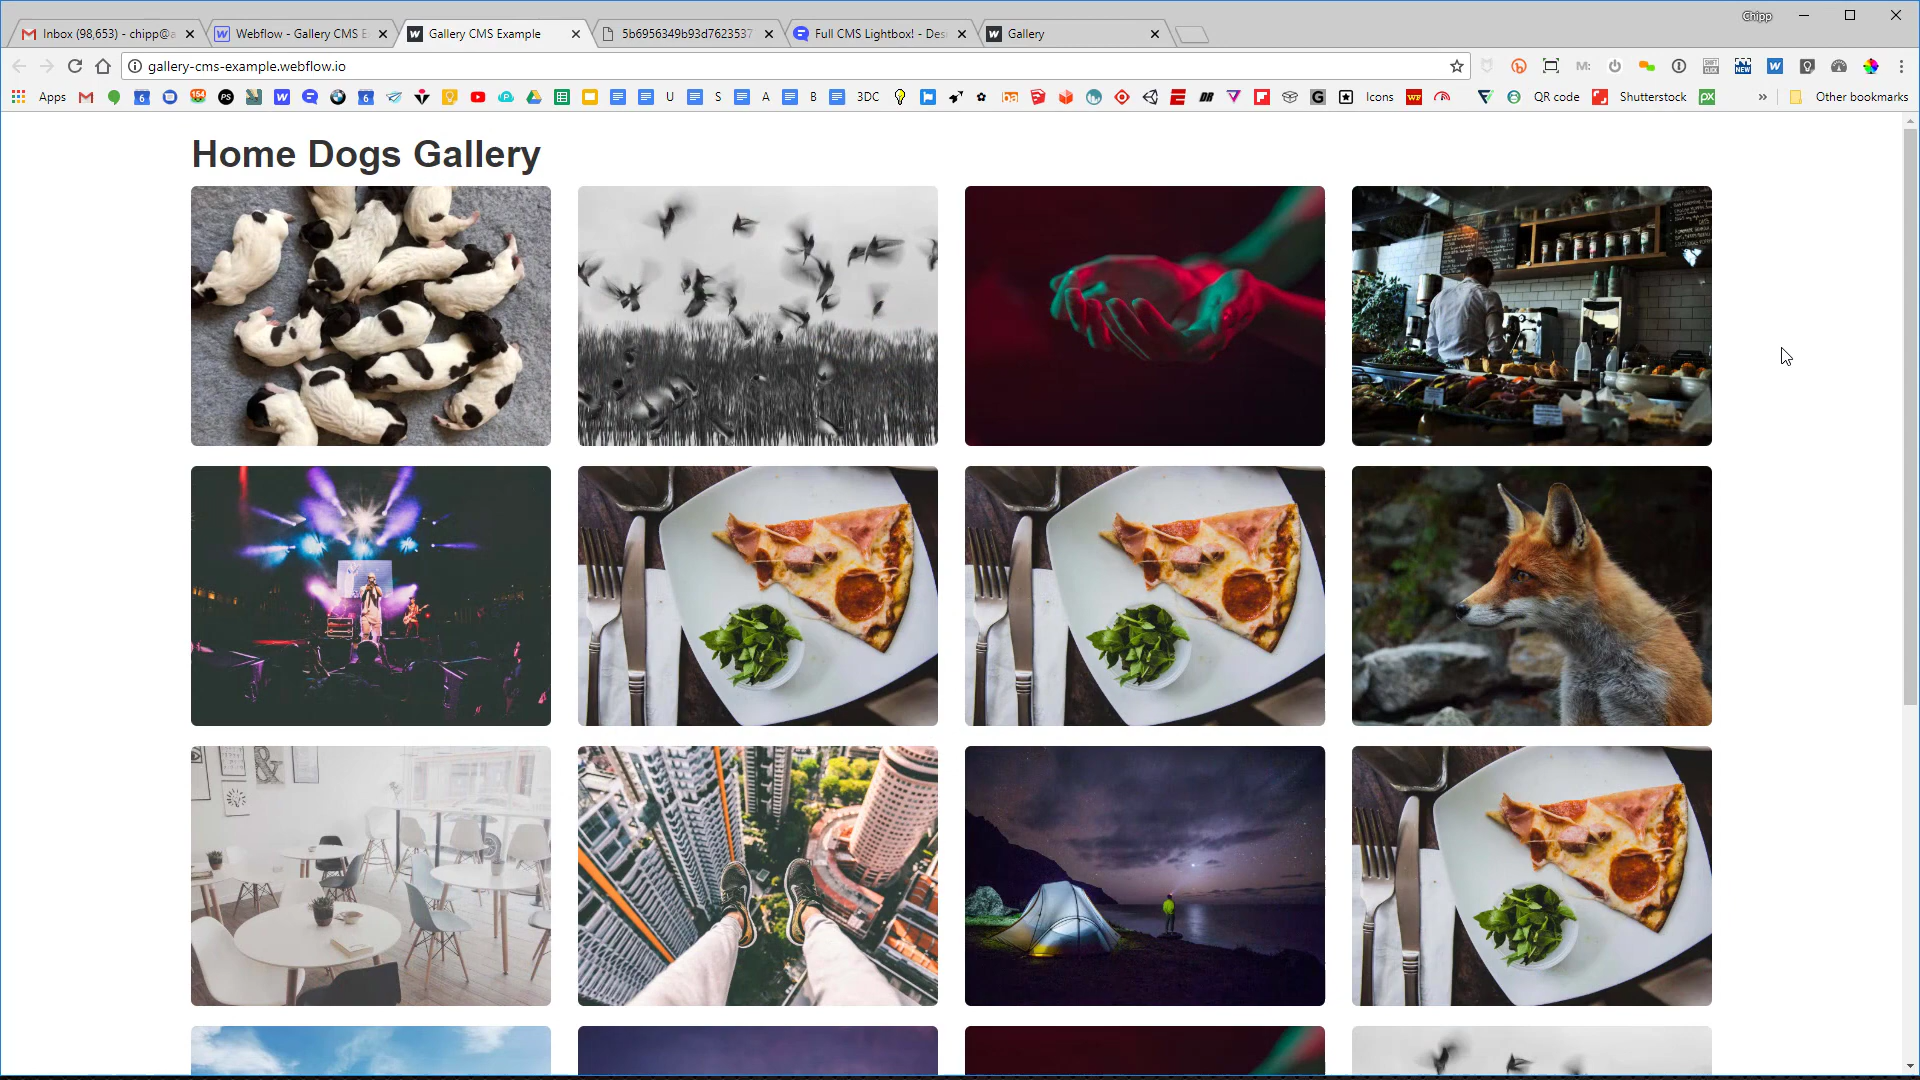 Chipp
Inbox (98,653) - chipp@a
Webflow - Gallery CMS E
Gallery CMS Example
5b6956349b93d7623537
Full CMS Lightbox! - Des
Gallery
gallery-cms-example.webflow.io
M:
Apps
U
S
A
B
3DC
Icons
QR code
Shutterstock
»
Other bookmarks
Home Dogs Gallery